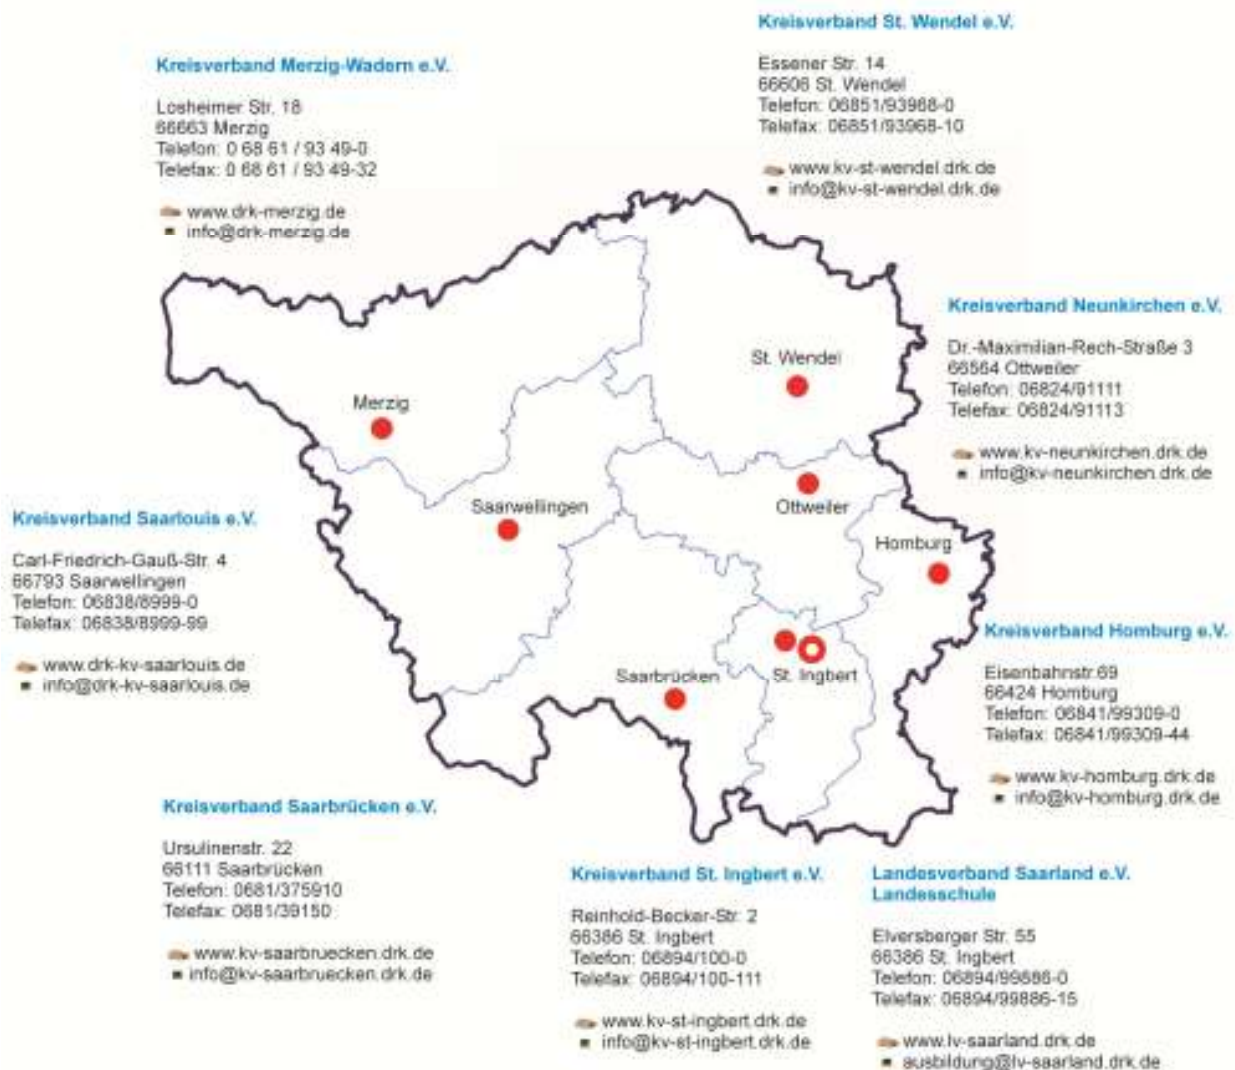 Kreisverband St. Wendel e.V.
Essener Str. 14
66606 St. Wendel
Telefon: 06851/93968-0
Telefax: 06851/93968-10
www.kv-st-wendel.drk.de
info@kv-st-wendel.drk.de
Kreisverband Merzig-Wadern e.V.
Losheimer Str. 18
66663 Merzig
Telefon: 0 68 61 / 93 49-0
Telefax: 0 68 61 / 93 49-32
www.drk-merzig.de
info@drk-merzig.de
Kreisverband Neunkirchen e.V.
Dr.-Maximilian-Rech-Straße 3
66564 Ottweiler
Telefon: 06824/91111
Telefax: 06824/91113
www.kv-neunkirchen.drk.de
info@kv-neunkirchen.drk.de
St. Wendel
Merzig
Saarwellingen
Ottweiler
Homburg
Saarbrücken
St. Ingbert
Kreisverband Saarlouis e.V.
Carl-Friedrich-Gauß-Str. 4
66793 Saarwellingen
Telefon: 06838/8999-0
Telefax: 06838/8999-99
www.drk-kv-saarlouis.de
info@drk-kv-saarlouis.de
Kreisverband Homburg e.V.
Eisenbahnstr.69
66424 Homburg
Telefon: 06841/99309-0
Telefax: 06841/99309-44
www.kv-homburg.drk.de
info@kv-homburg.drk.de
Kreisverband Saarbrücken e.V.
Ursulinenstr. 22
66111 Saarbrücken
Telefon: 0681/375910
Telefax: 0681/39150
www.kv-saarbruecken.drk.de
info@kv-saarbruecken.drk.de
Kreisverband St. Ingbert e.V.
Reinhold-Becker-Str. 2
66386 St. Ingbert
Telefon: 06894/100-0
Telefax: 06894/100-111
www.kv-st-ingbert.drk.de
info@kv-st-ingbert.drk.de
Landesverband Saarland e.V.
Landesschule
Elversberger Str. 55
66386 St. Ingbert
Telefon: 06894/99886-0
Telefax: 06894/99886-15
www.lv-saarland.drk.de
ausbildung@lv-saarland.drk.de